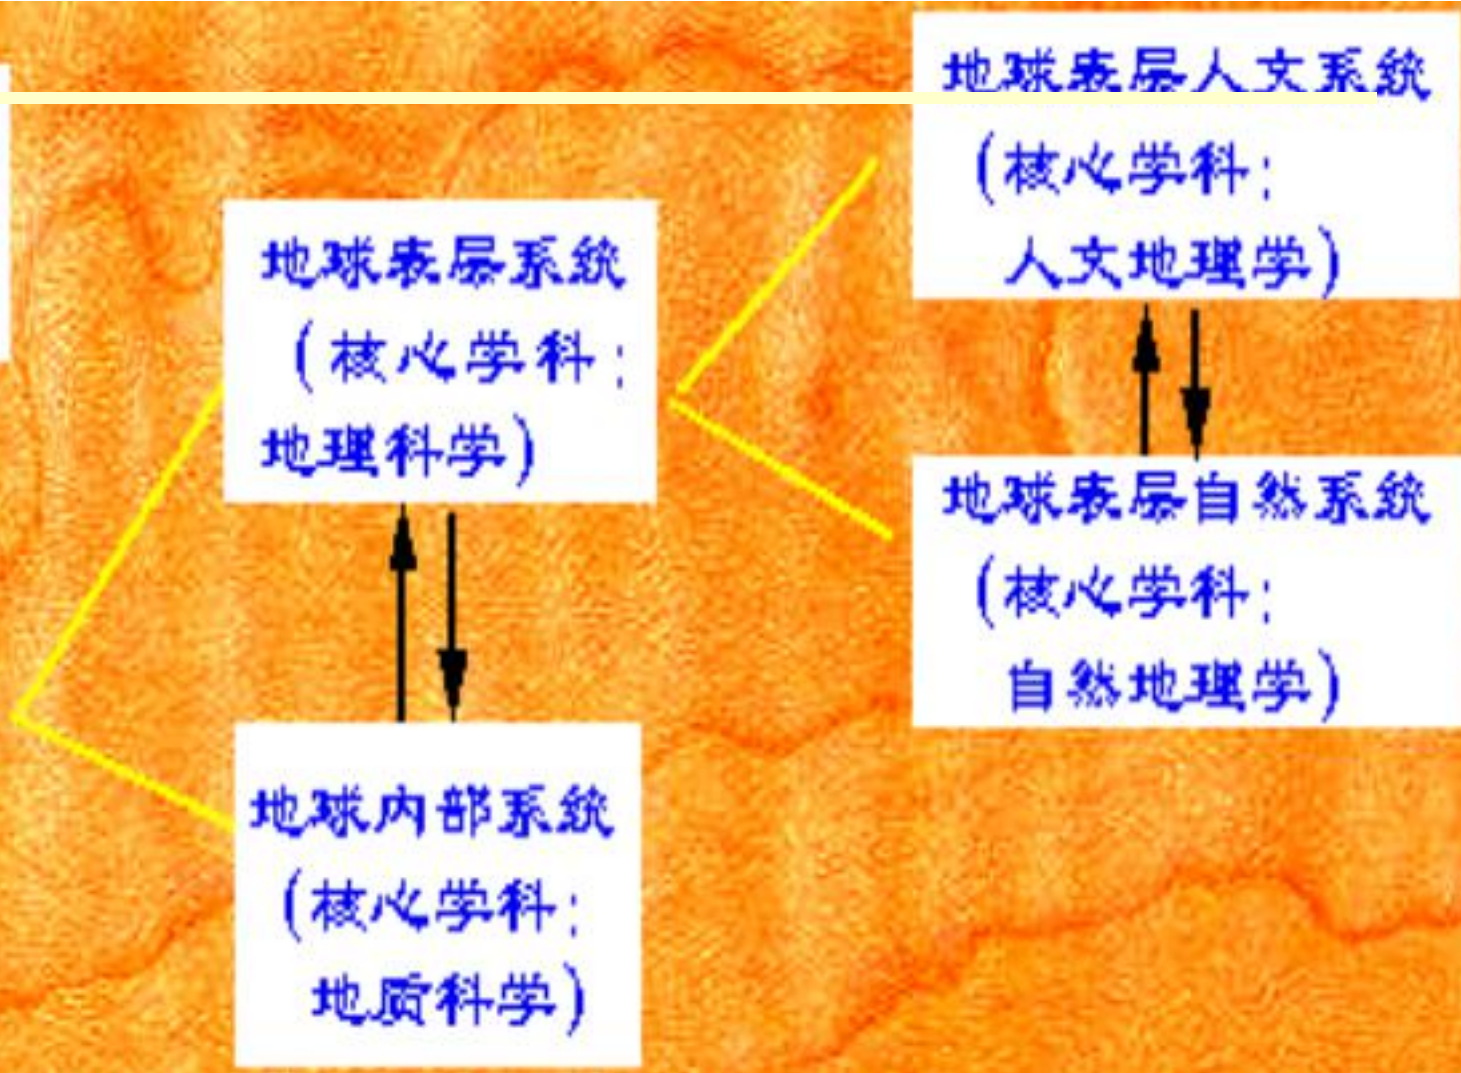 地球表层人文系统
(核心学科:
人文地理学)
地球表层系统
(核心学科:
地理科学)
地球表层自然系统
(核心学科:
自然地理学)
地球内部系统
(核心学科:
地质科学)